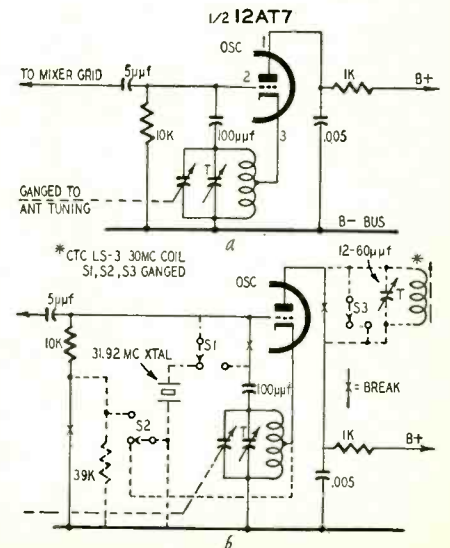 1/2 12AT7
OSC
1
TO MIXER GRID
5μμf
2
1K
B+
10K
100μμf
3
.005
T
GANGED TO
ANT TUNING
B- BUS
a
* CTC LS-3 30MC COIL
S1, S2, S3 GANGED
12-60μμf
*
OSC
5μμf
S3
T
10K
S1
31.92 MC XTAL
X = BREAK
100μμf
S2
T
1K
B+
39K
.005
b